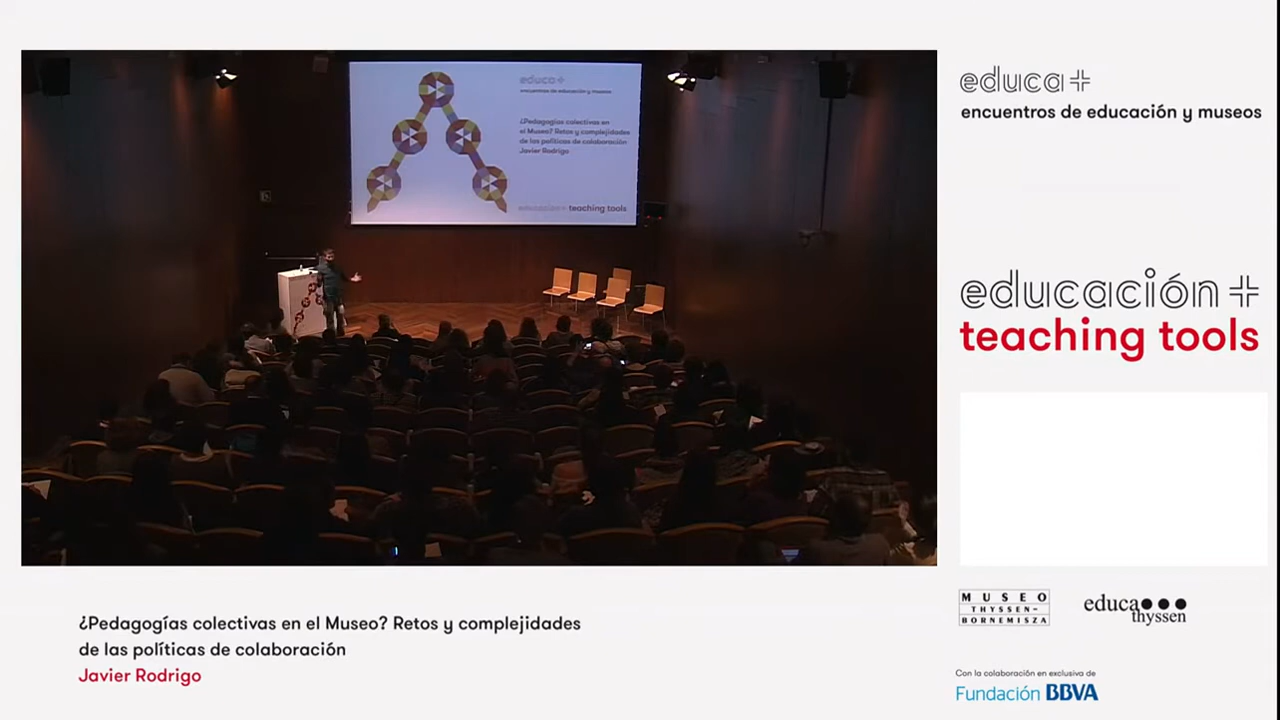 educa+
encuentros de educación y museos
¿Pedagogías colectivas en
el Museo? Retos y complejidades
de las políticas de colaboración
Javier Rodrigo
educación+ teaching tools
educa+
encuentros de educación y museos
educación+
teaching tools
MUSEO
THYSSEN-
BORNEMISZA
educa
thyssen
¿Pedagogías colectivas en el Museo? Retos y complejidades
de las políticas de colaboración
Javier Rodrigo
Con la colaboración en exclusiva de
Fundación BBVA